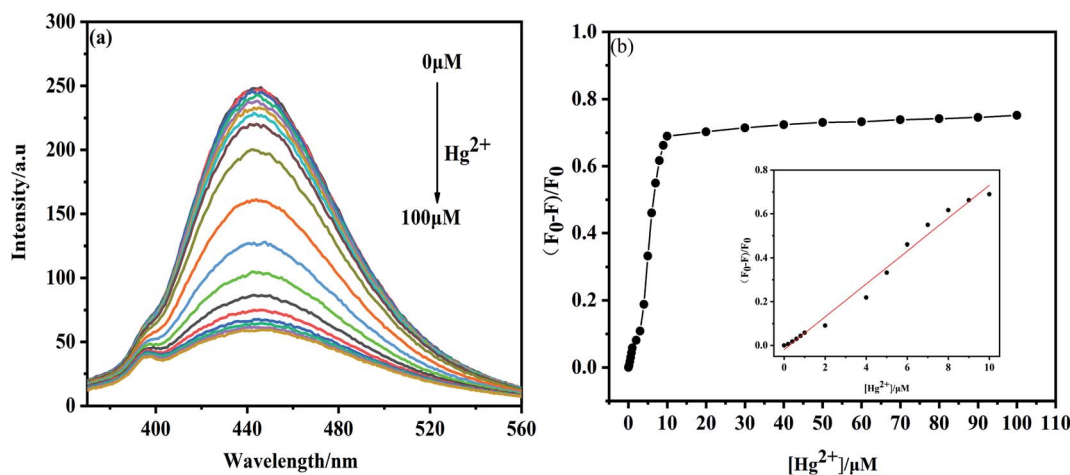 (a)
300
250
200
150
100
50
0
Intensity/a.u
400
440
480
520
560
Wavelength/nm
0μM
Hg2+
100μM
(b)
1.0
0.8
0.6
0.4
0.2
0.0
（F0-F)/F0
0 10 20 30 40 50 60 70 80 90 100 110
[Hg2+]/μM
0.8
0.6
0.4
0.2
0.0
（F0-F)/F0
0 2 4 6 8 10
[Hg2+]/μM